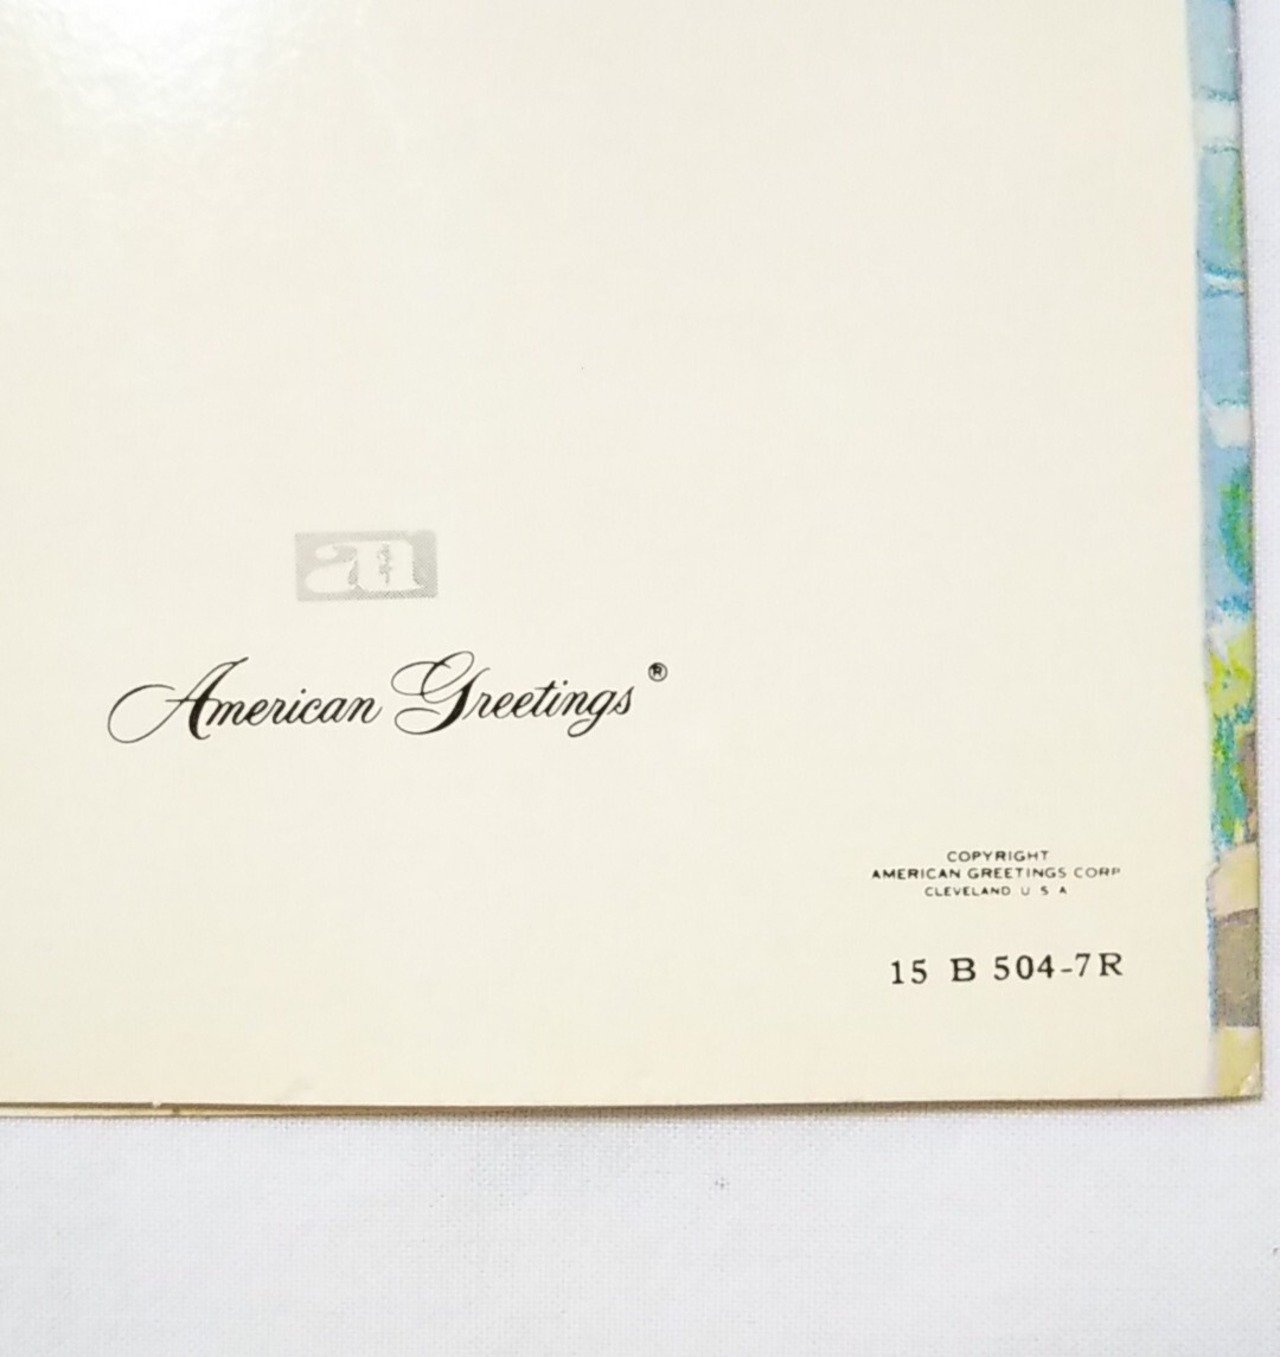 American Greetings®
COPYRIGHT
AMERICAN GREETINGS CORP
CLEVELAND U S A
15 B 504-7R